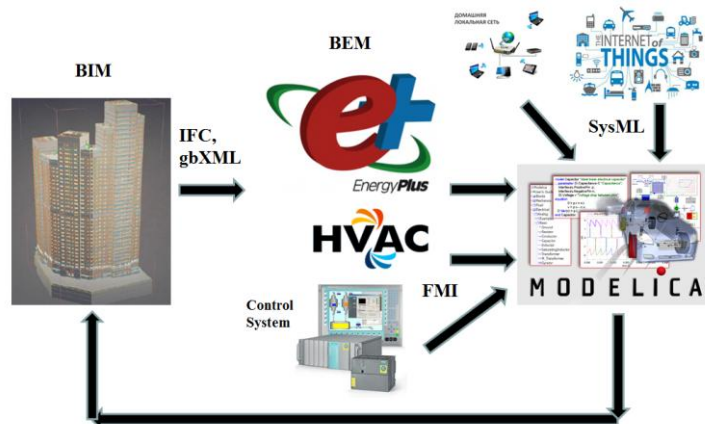 ДОМАШНЯЯ
ЛОКАЛЬНАЯ СЕТЬ
THE
INTERNET of
THINGS
BIM
BEM
IFC,
gbXML
e+
EnergyPlus
SysML
HVAC
Control
System
FMI
MODELICA